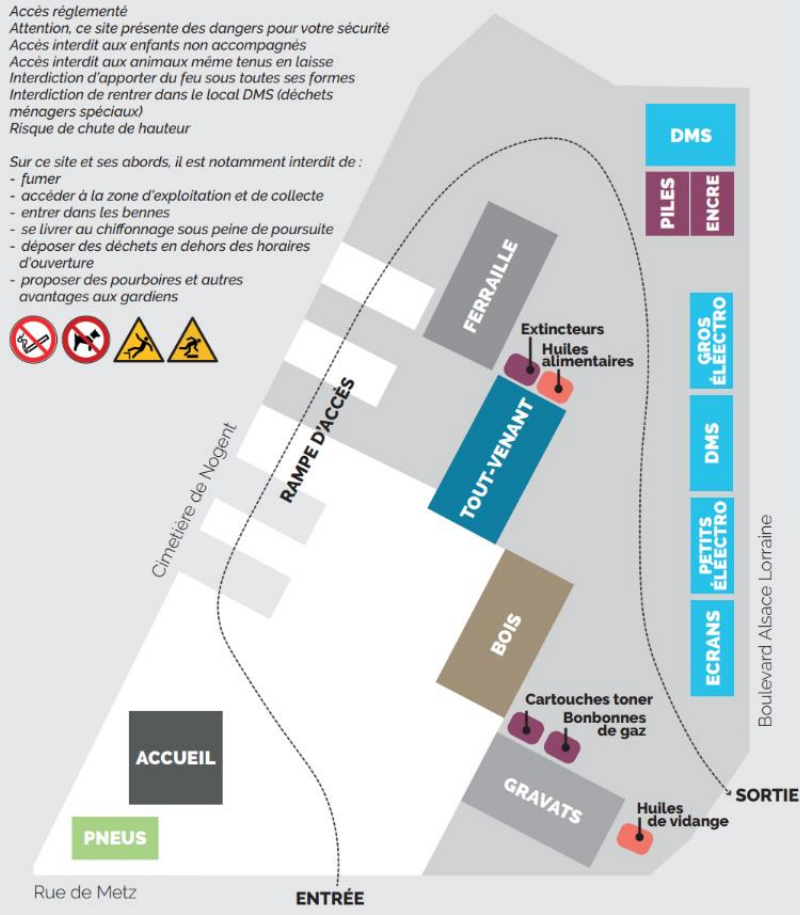 Accès réglementé
Attention, ce site présente des dangers pour votre sécurité
Accès interdit aux enfants non accompagnés
Accès interdit aux animaux même tenus en laisse
Interdiction d'apporter du feu sous toutes ses formes
Interdiction de rentrer dans le local DMS (déchets
ménagers spéciaux)
Risque de chute de hauteur
Sur ce site et ses abords, il est notamment interdit de :
- fumer
- accéder à la zone d'exploitation et de collecte
- entrer dans les bennes
- se livrer au chiffonnage sous peine de poursuite
- déposer des déchets en dehors des horaires
d'ouverture
- proposer des pourboires et autres
avantages aux gardiens
DMS
PILES
ENCRE
FERRAILLE
GROS
ÉLEECTRO
Extincteurs
Huiles
alimentaires
TOUT-VENANT
RAMPE D'ACCÈS
DMS
Cimetière de Nogent
PETITS
ÉLEECTRO
BOIS
ECRANS
Boulevard Alsace Lorraine
Cartouches toner
Bonbonnes
de gaz
ACCUEIL
GRAVATS
SORTIE
Huiles
de vidange
PNEUS
Rue de Metz
ENTRÉE